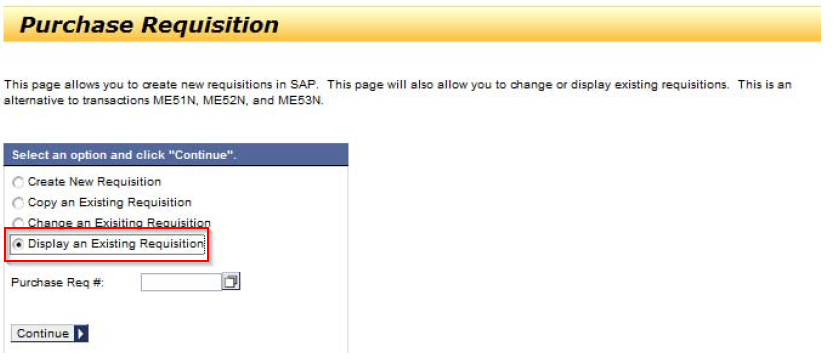 Purchase Requisition
This page allows you to create new requisitions in SAP. This page will also allow you to change or display existing requisitions. This is an
alternative to transactions ME51N, ME52N, and ME53N.
Select an option and click "Continue".
Create New Requisition
Copy an Existing Requisition
Change an Exisiting Requisition
Display an Existing Requisition
Purchase Req #:
Continue